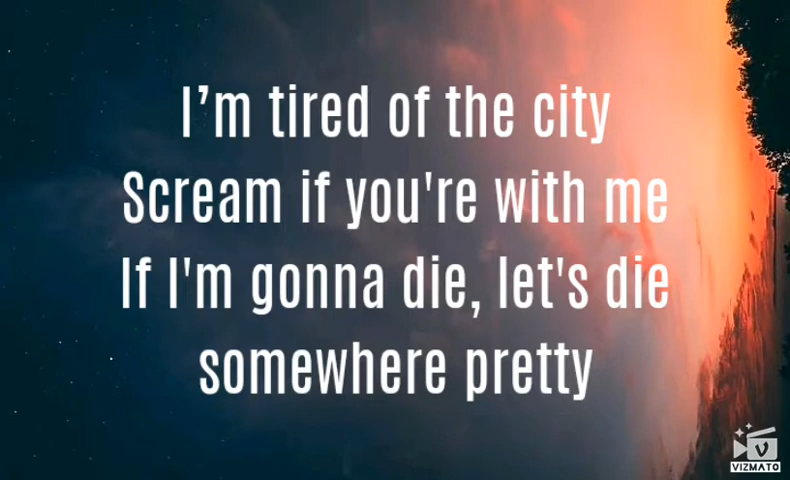 I’m tired of the city
Scream if you're with me
If I'm gonna die, let's die
somewhere pretty
V
VIZMATO